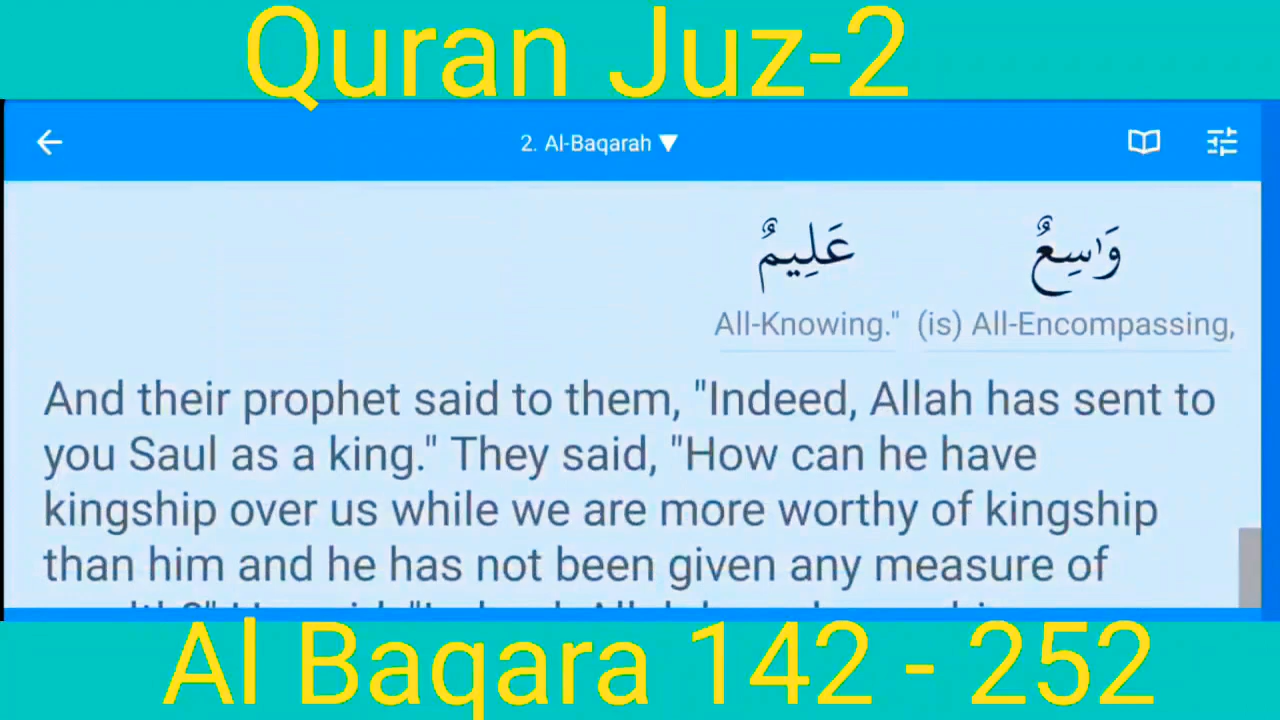 Quran Juz-2
2. Al-Baqarah ▼
وَٰسِعٌ عَلِيمٌ
All-Knowing." (is) All-Encompassing,
And their prophet said to them, "Indeed, Allah has sent to
you Saul as a king." They said, "How can he have
kingship over us while we are more worthy of kingship
than him and he has not been given any measure of
Al Baqara 142 - 252